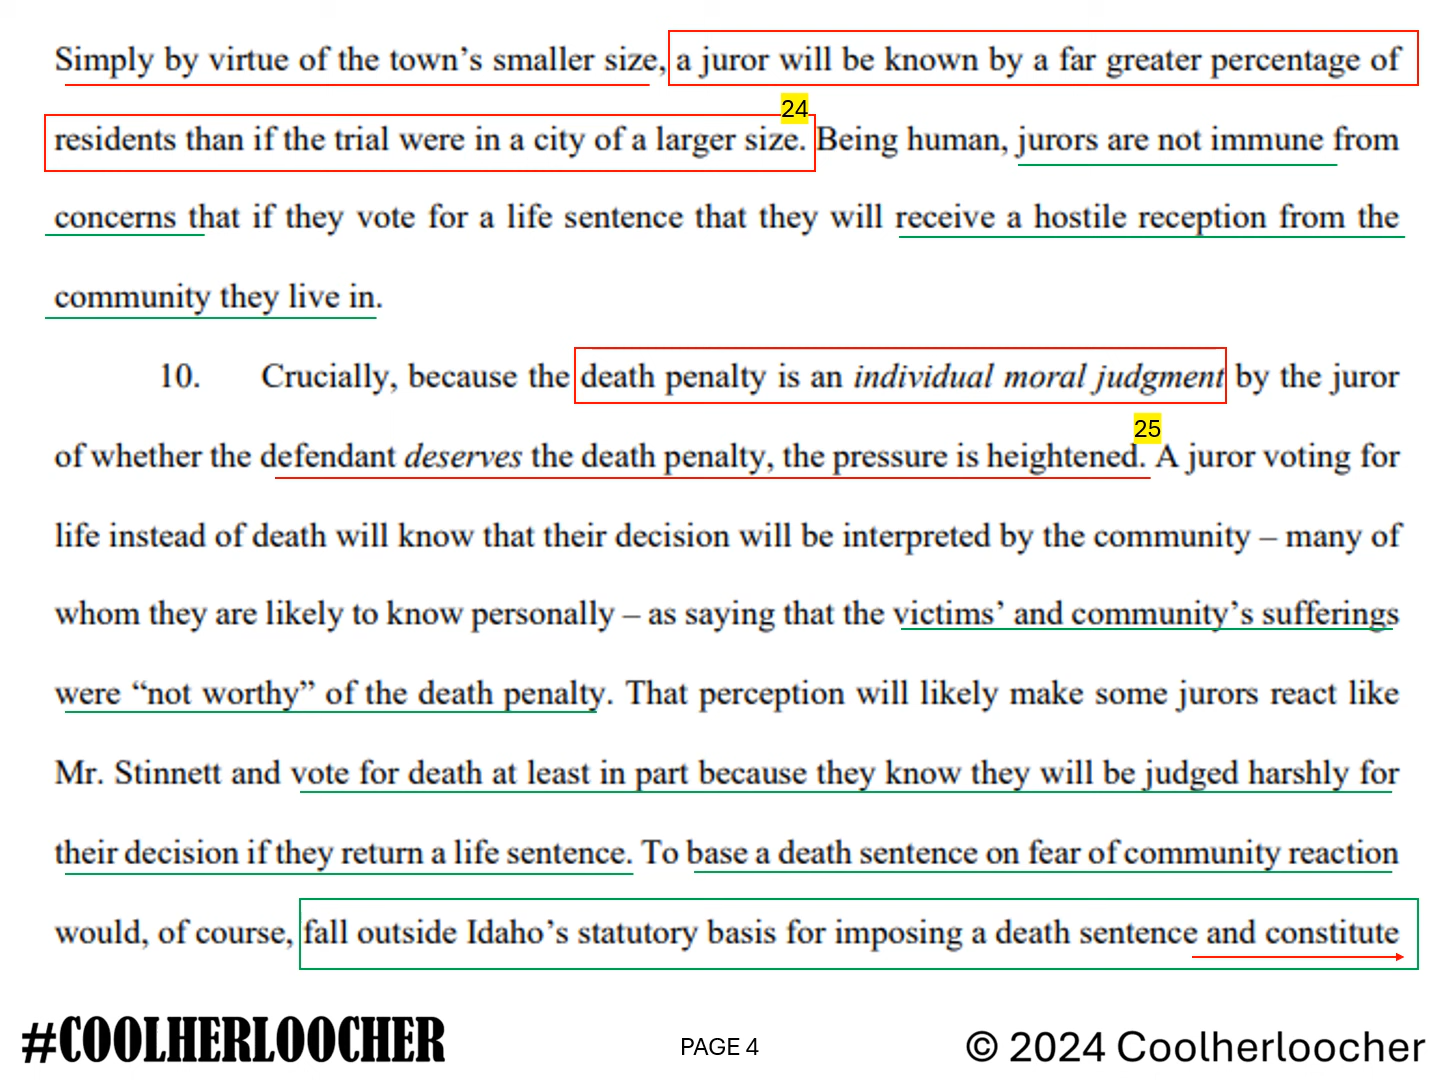 Simply by virtue of the town’s smaller size, a juror will be known by a far greater percentage of
24
residents than if the trial were in a city of a larger size. Being human, jurors are not immune from
concerns that if they vote for a life sentence that they will receive a hostile reception from the
community they live in.
10. Crucially, because the death penalty is an individual moral judgment by the juror
25
of whether the defendant deserves the death penalty, the pressure is heightened. A juror voting for
life instead of death will know that their decision will be interpreted by the community – many of
whom they are likely to know personally – as saying that the victims’ and community’s sufferings
were “not worthy” of the death penalty. That perception will likely make some jurors react like
Mr. Stinnett and vote for death at least in part because they know they will be judged harshly for
their decision if they return a life sentence. To base a death sentence on fear of community reaction
would, of course, fall outside Idaho’s statutory basis for imposing a death sentence and constitute
#COOLHERLOOCHER PAGE 4 © 2024 Coolherloocher